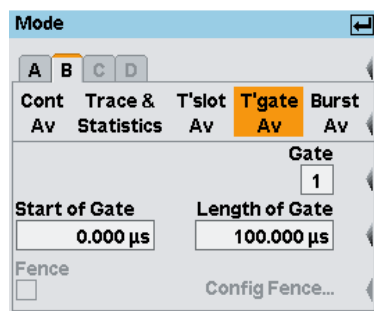 Mode
A B C D
Cont Av Trace & Statistics T'slot Av T'gate Av Burst Av
Gate
1
Start of Gate Length of Gate
0.000 µs 100.000 µs
Fence
Config Fence...